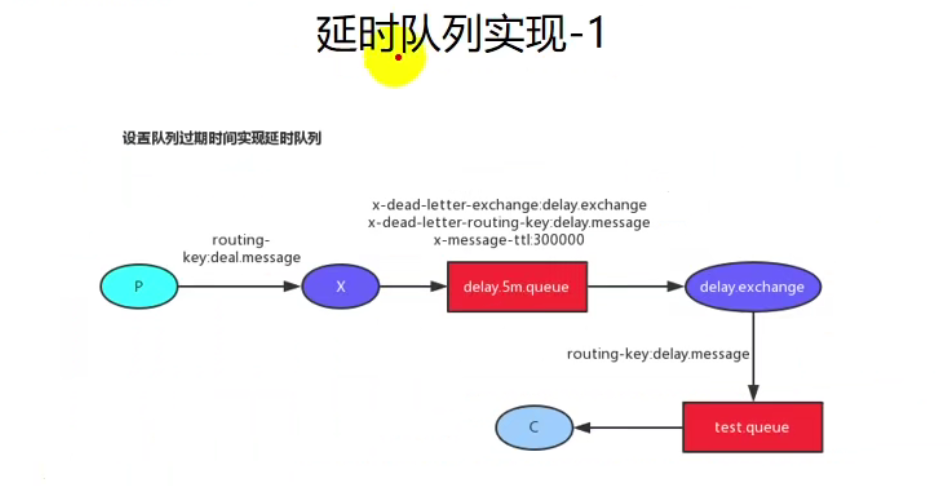 延时队列实现-1
设置队列过期时间实现延时队列
x-dead-letter-exchange:delay.exchange
x-dead-letter-routing-key:delay.message
x-message-ttl:300000
routing-
key:deal.message
P
X
delay.5m.queue
delay.exchange
routing-key:delay.message
C
test.queue